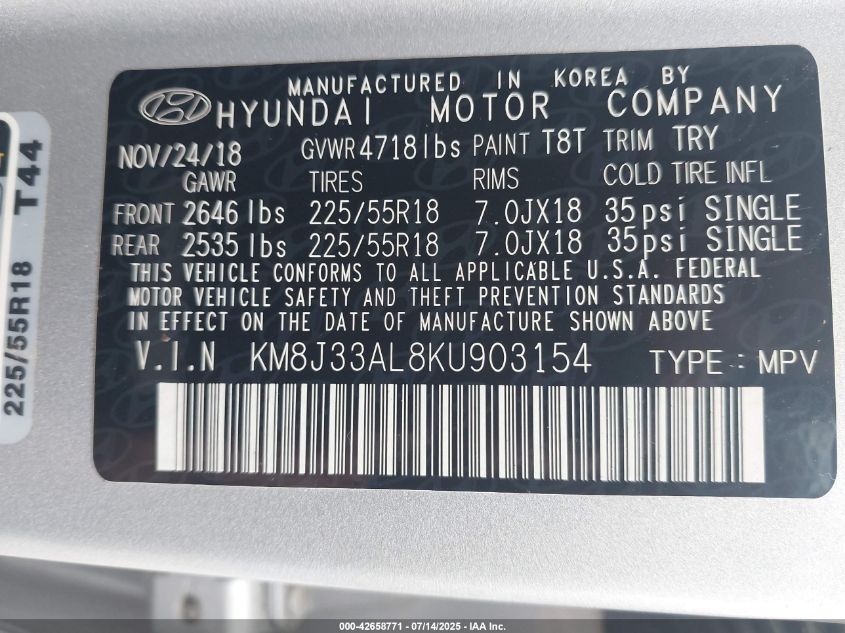 MANUFACTURED IN KOREA BY
HYUNDAI MOTOR COMPANY
NOV/24/18 GVWR 4718 lbs PAINT T8T TRIM TRY
GAWR TIRES RIMS COLD TIRE INFL
FRONT 2646 lbs 225/55R18 7.0JX18 35psi SINGLE
REAR 2535 lbs 225/55R18 7.0JX18 35psi SINGLE
THIS VEHICLE CONFORMS TO ALL APPLICABLE U.S.A. FEDERAL
MOTOR VEHICLE SAFETY AND THEFT PREVENTION STANDARDS
IN EFFECT ON THE DATE OF MANUFACTURE SHOWN ABOVE
V.I.N KM8J33AL8KU903154 TYPE : MPV
225/55R18 T44
000-42658771 - 07/14/2025 - IAA Inc.